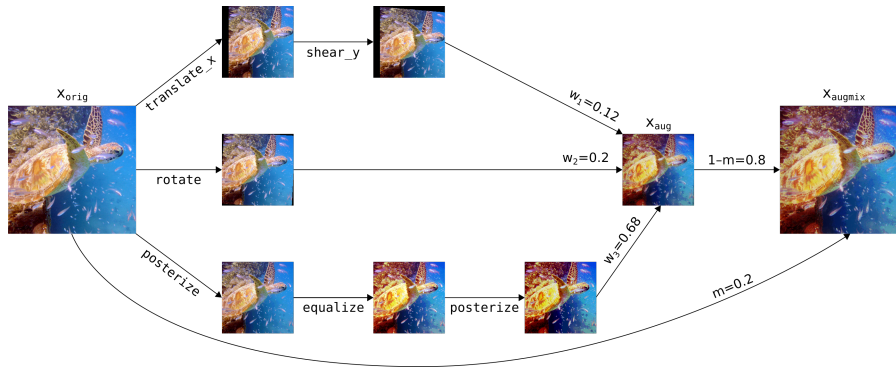 shear_y
translate_x
x_orig
w₁=0.12
x_augmix
x_aug
w₂=0.2
1–m=0.8
rotate
w₃=0.68
posterize
equalize
posterize
m=0.2